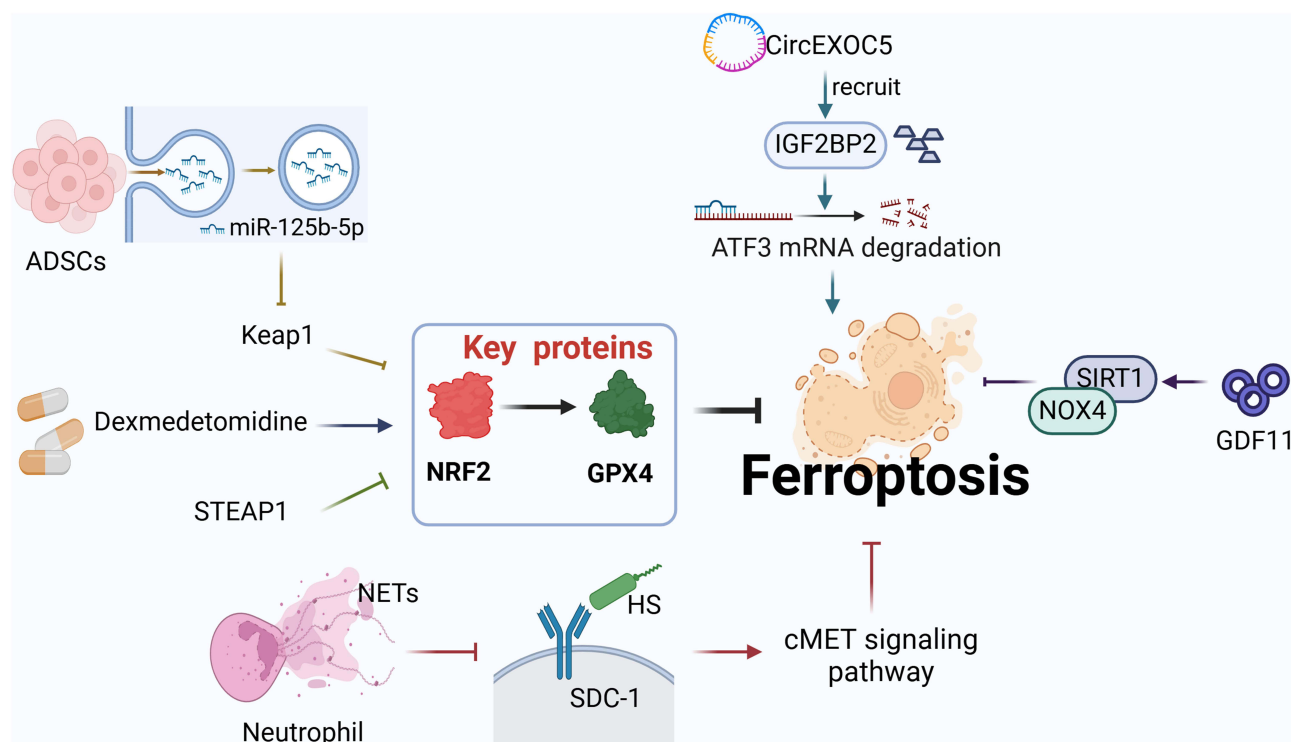 CircEXOC5
recruit
IGF2BP2
miR-125b-5p
ADSCs
ATF3 mRNA degradation
Keap1
Key proteins
Dexmedetomidine
NRF2
GPX4
STEAP1
Ferroptosis
SIRT1
NOX4
GDF11
NETs
HS
SDC-1
Neutrophil
cMET signaling
pathway